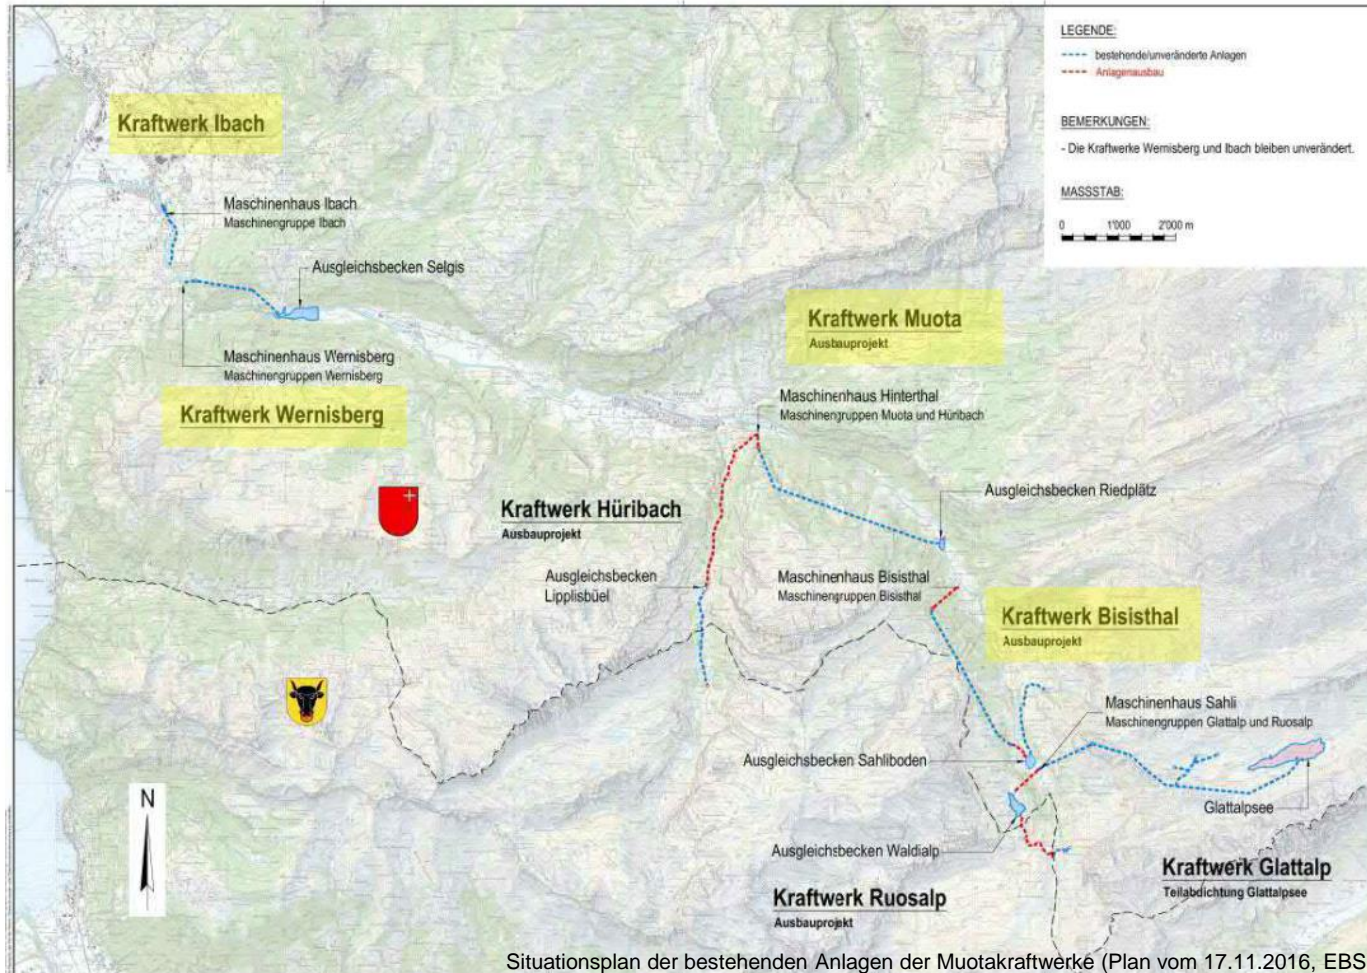 LEGENDE:
bestehende/unveränderte Anlagen
Anlagenausbau
BEMERKUNGEN:
- Die Kraftwerke Wernisberg und Ibach bleiben unverändert.
MASSSTAB:
0 1'000 2'000 m
Kraftwerk Ibach
Maschinenhaus Ibach
Maschinengruppe Ibach
Ausgleichsbecken Selgis
Maschinenhaus Wernisberg
Maschinengruppen Wernisberg
Kraftwerk Wernisberg
Kraftwerk Muota
Ausbauprojekt
Maschinenhaus Hinterthal
Maschinengruppen Muota und Hüribach
Kraftwerk Hüribach
Ausbauprojekt
Ausgleichsbecken Riedplätz
Ausgleichsbecken
Lipplisbüel
Maschinenhaus Bisisthal
Maschinengruppen Bisisthal
Kraftwerk Bisisthal
Ausbauprojekt
Maschinenhaus Sahli
Maschinengruppen Glattalp und Ruosalp
Ausgleichsbecken Sahliboden
Glattalpsee
N
Ausgleichsbecken Waldialp
Kraftwerk Glattalp
Teilabdichtung Glattalpsee
Kraftwerk Ruosalp
Ausbauprojekt
Situationsplan der bestehenden Anlagen der Muotakraftwerke (Plan vom 17.11.2016, EBS